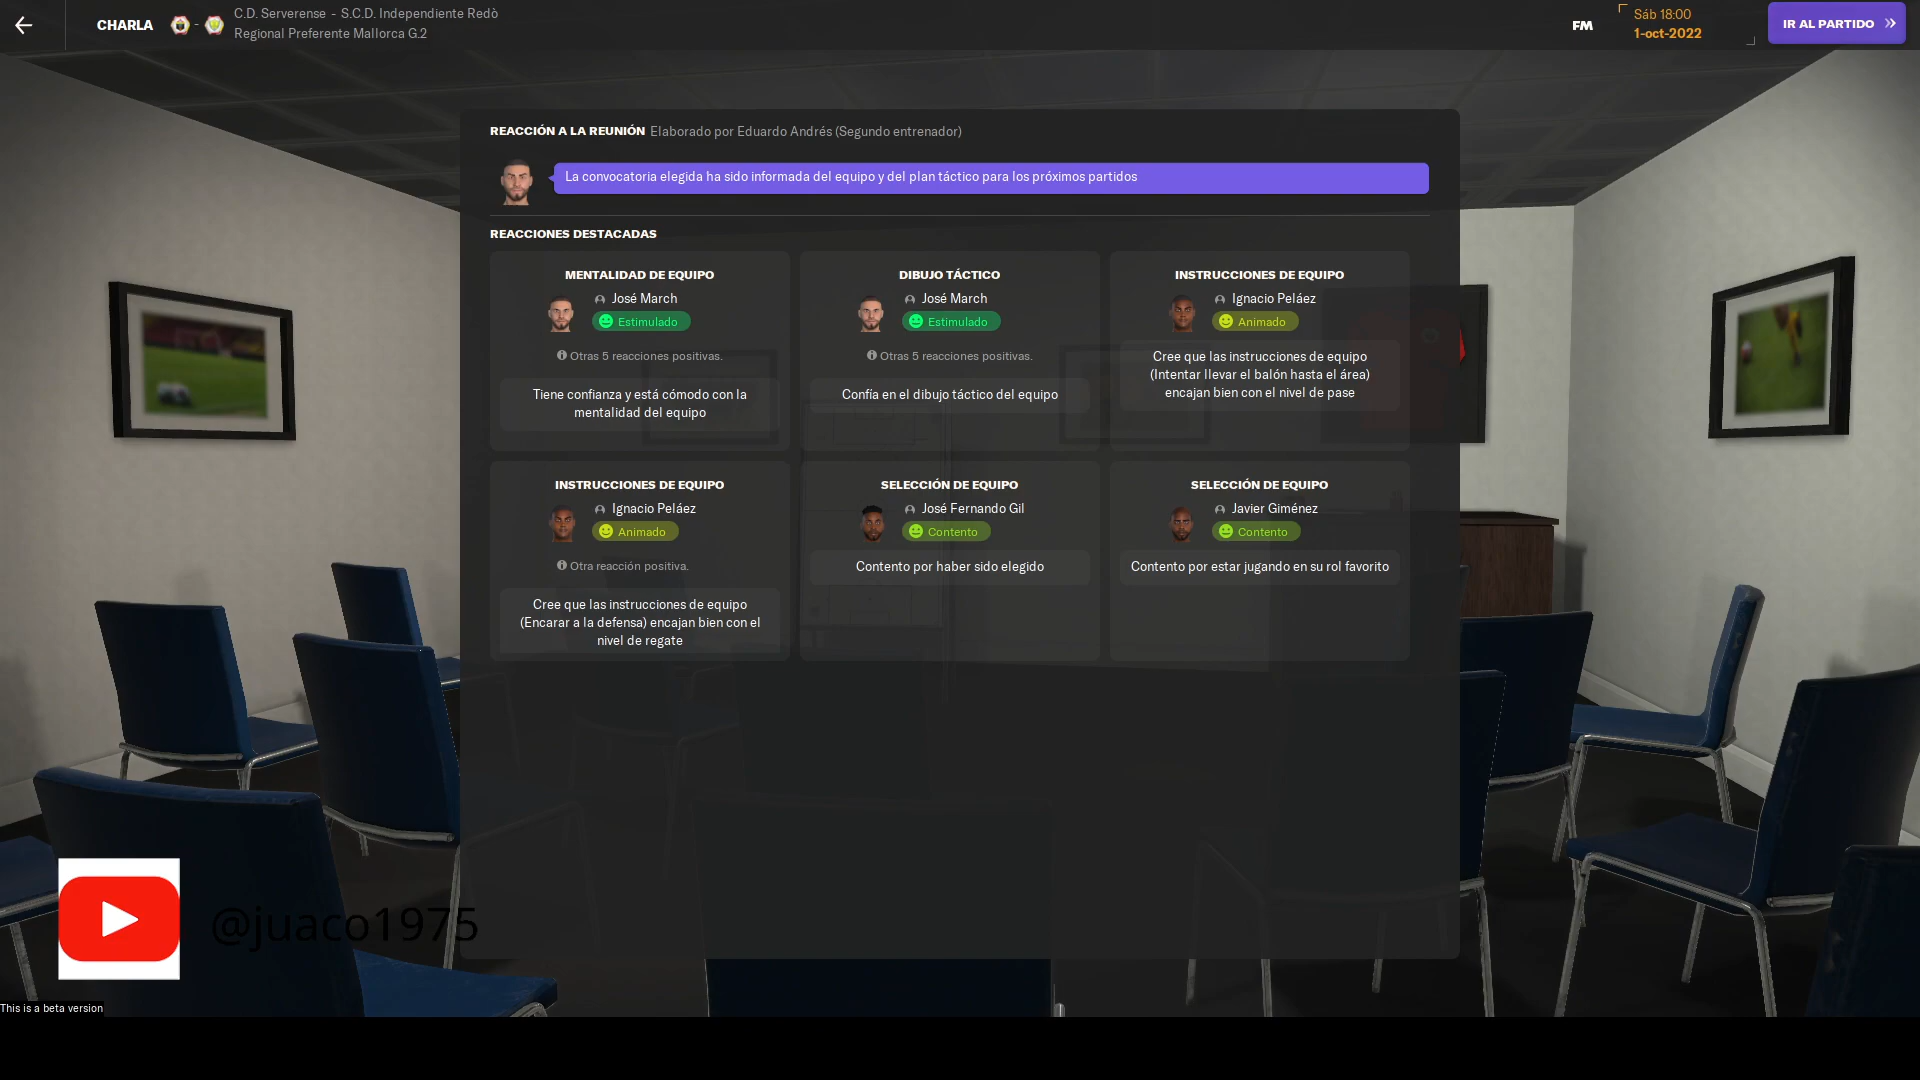 CHARLA
C.D. Serverense - S.C.D. Independiente Redò
Regional Preferente Mallorca G.2
FM
Sáb 18:00
1-oct-2022
IR AL PARTIDO
REACCIÓN A LA REUNIÓN Elaborado por Eduardo Andrés (Segundo entrenador)
La convocatoria elegida ha sido informada del equipo y del plan táctico para los próximos partidos
REACCIONES DESTACADAS
MENTALIDAD DE EQUIPO
José March
Estimulado
Otras 5 reacciones positivas.
Tiene confianza y está cómodo con la
mentalidad del equipo
DIBUJO TÁCTICO
José March
Estimulado
Otras 5 reacciones positivas.
Confía en el dibujo táctico del equipo
INSTRUCCIONES DE EQUIPO
Ignacio Peláez
Animado
Cree que las instrucciones de equipo
(Intentar llevar el balón hasta el área)
encajan bien con el nivel de pase
INSTRUCCIONES DE EQUIPO
Ignacio Peláez
Animado
Otra reacción positiva.
Cree que las instrucciones de equipo
(Encarar a la defensa) encajan bien con el
nivel de regate
SELECCIÓN DE EQUIPO
José Fernando Gil
Contento
Contento por haber sido elegido
SELECCIÓN DE EQUIPO
Javier Giménez
Contento
Contento por estar jugando en su rol favorito
@juaco1975
This is a beta version